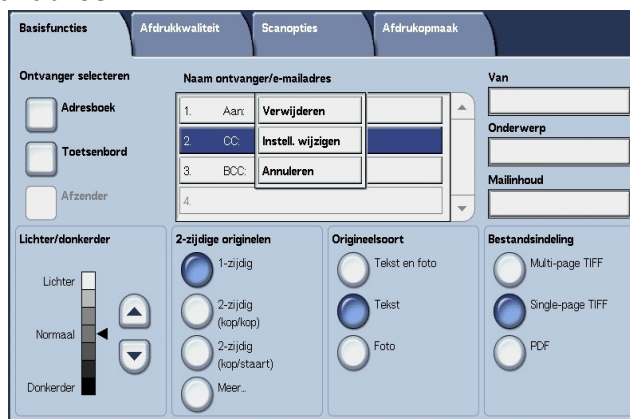 Basisfuncties
Afdrukkwaliteit
Scanopties
Afdrukopmaak
Ontvanger selecteren
Adresboek
Toetsenbord
Afzender
Naam ontvanger/e-mailadres
1. Aan:
2. CC:
3. BCC:
4.
Verwijderen
Instell. wijzigen
Annuleren
Van
Onderwerp
Mailinhoud
Lichter/donkerder
Lichter
Normaal
Donkerder
2-zijdige originelen
1-zijdig
2-zijdig
(kop/kop)
2-zijdig
(kop/staart)
Meer...
Origineelsoort
Tekst en foto
Tekst
Foto
Bestandsindeling
Multi-page TIFF
Single-page TIFF
PDF